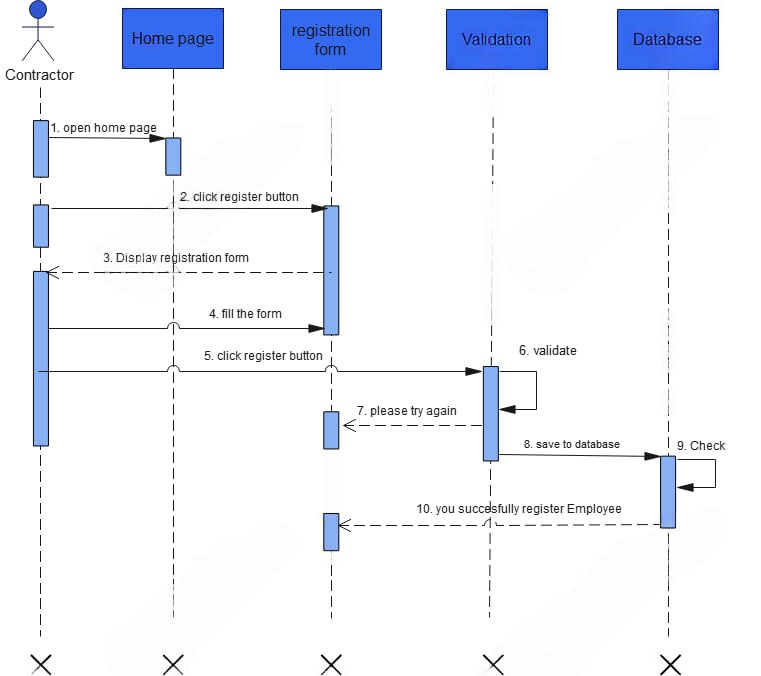 Contractor
Home page
registration
form
Validation
Database
1. open home page
2. click register button
3. Display registration form
4. fill the form
5. click register button
6. validate
7. please try again
8. save to database
9. Check
10. you succesfully register Employee